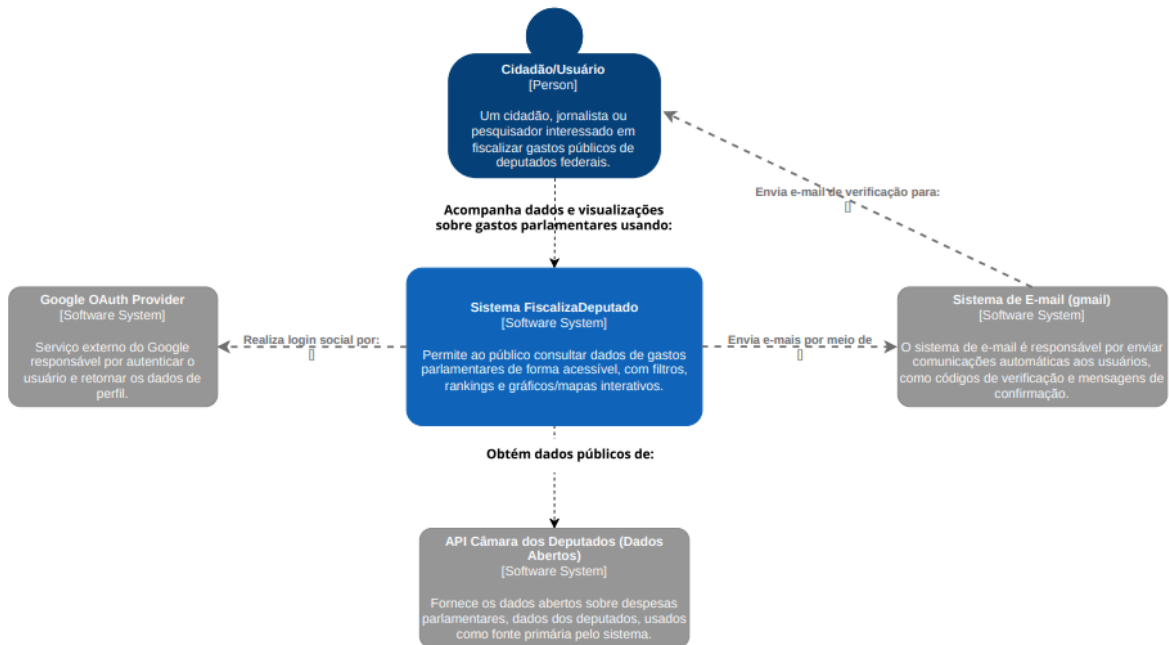 Cidadão/Usuário
[Person]
Um cidadão, jornalista ou
pesquisador interessado em
fiscalizar gastos públicos de
deputados federais.
Envia e-mail de verificação para:
[]
Acompanha dados e visualizações
sobre gastos parlamentares usando:
Google OAuth Provider
[Software System]
Serviço externo do Google
responsável por autenticar o
usuário e retornar os dados de
perfil.
Realiza login social por:
[]
Sistema FiscalizaDeputado
[Software System]
Permite ao público consultar dados de gastos
parlamentares de forma acessível, com filtros,
rankings e gráficos/mapas interativos.
Envia e-mais por meio de
[]
Sistema de E-mail (gmail)
[Software System]
O sistema de e-mail é responsável por enviar
comunicações automáticas aos usuários,
como códigos de verificação e mensagens de
confirmação.
Obtém dados públicos de:
API Câmara dos Deputados (Dados
Abertos)
[Software System]
Fornece os dados abertos sobre despesas
parlamentares, dados dos deputados, usados
como fonte primária pelo sistema.